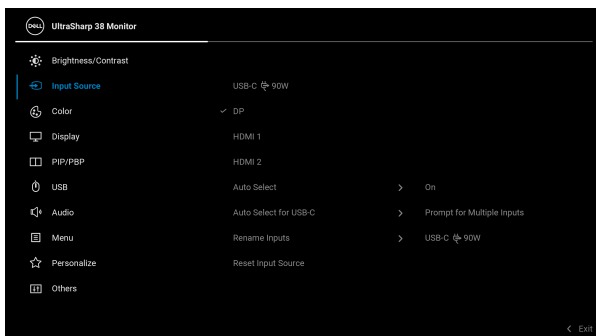 DELL UltraSharp 38 Monitor
Brightness/Contrast
Input Source USB-C 90W
Color ✓ DP
Display HDMI 1
PIP/PBP HDMI 2
USB Auto Select > On
Audio Auto Select for USB-C > Prompt for Multiple Inputs
Menu Rename Inputs > USB-C 90W
Personalize Reset Input Source
Others
< Exit